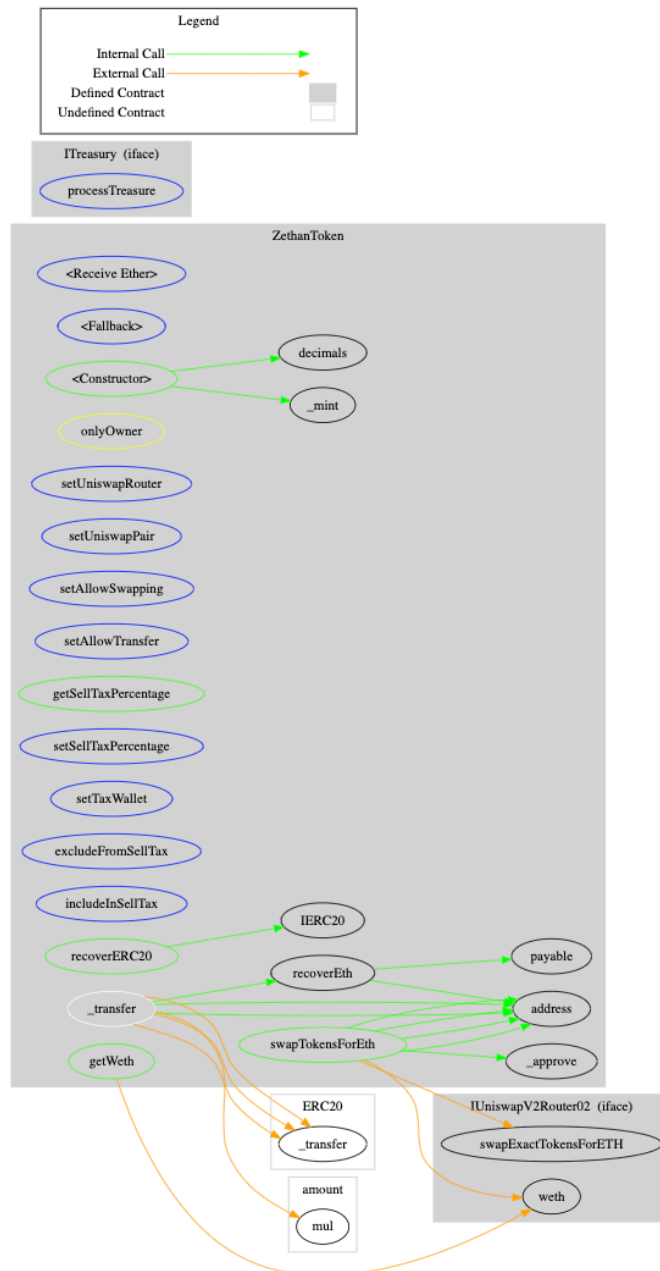 Legend
Internal Call
External Call
Defined Contract
Undefined Contract
ITreasury (iface)
processTreasure
ZethanToken
<Receive Ether>
<Fallback>
decimals
<Constructor>
_mint
onlyOwner
setUniswapRouter
setUniswapPair
setAllowSwapping
setAllowTransfer
getSellTaxPercentage
setSellTaxPercentage
setTaxWallet
excludeFromSellTax
includeInSellTax
IERC20
recoverERC20
payable
recoverEth
_transfer
address
swapTokensForEth
getWeth
_approve
ERC20
IUniswapV2Router02 (iface)
_transfer
swapExactTokensForETH
amount
weth
mul